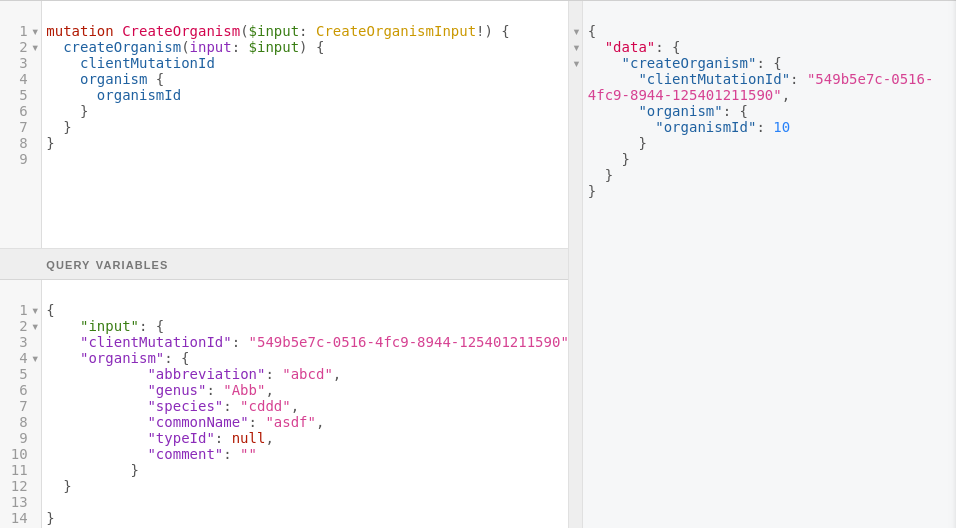 1 mutation CreateOrganism($input: CreateOrganismInput!) {
2   createOrganism(input: $input) {
3     clientMutationId
4     organism {
5       organismId
6     }
7   }
8 }
9
QUERY VARIABLES
1 {
2     "input": {
3     "clientMutationId": "549b5e7c-0516-4fc9-8944-125401211590"
4     "organism": {
5             "abbreviation": "abcd",
6             "genus": "Abb",
7             "species": "cddd",
8             "commonName": "asdf",
9             "typeId": null,
10             "comment": ""
11           }
12   }
13
14 }
{
  "data": {
    "createOrganism": {
      "clientMutationId": "549b5e7c-0516-
4fc9-8944-125401211590",
      "organism": {
        "organismId": 10
      }
    }
  }
}